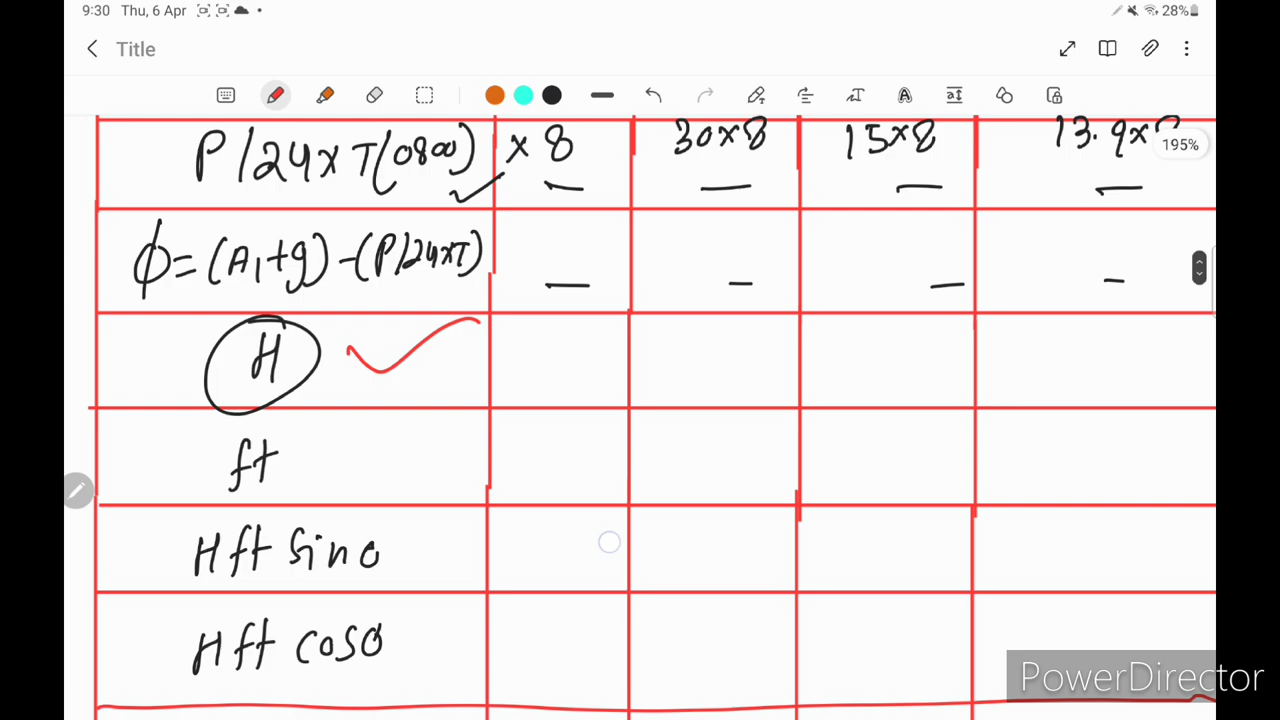 9:30 Thu, 6 Apr 28%
Title
P/24xT(0800) x 8 30x8 15x8 13.9x8
195%
ϕ=(A1+g)-(P/24xT) — — — —
H
ft
Hft Sinθ
Hft cosθ
PowerDirector